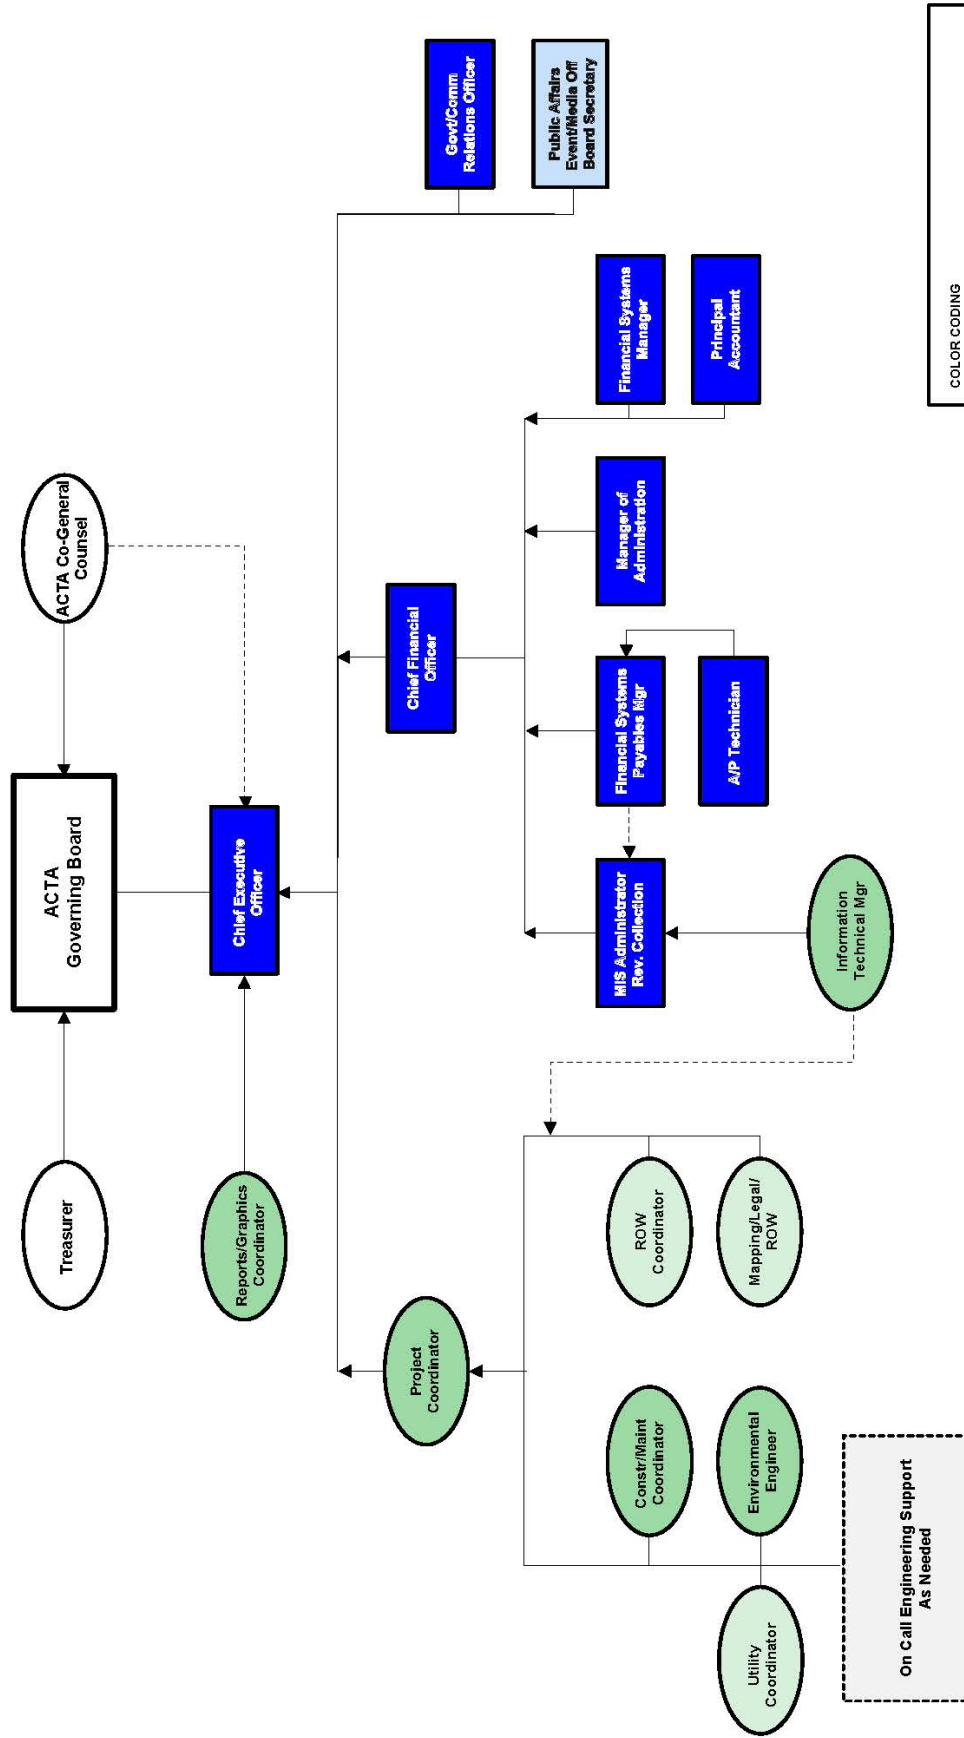 Treasurer
ACTA
Governing Board
ACTA Co-General
Counsel
Reports/Graphics
Coordinator
Chief Executive
Officer
Project
Coordinator
Chief Financial
Officer
Govt/Comm
Relations Officer
Public Affairs
Event/Media Off
Board Secretary
Constr/Maint
Coordinator
ROW
Coordinator
MIS Administrator
Rev. Collection
Financial Systems
Payables Mgr
Manager of
Administration
Financial Systems
Manager
Utility
Coordinator
Environmental
Engineer
Mapping/Legal/
ROW
A/P Technician
Principal
Accountant
Information
Technical Mgr
On Call Engineering Support
As Needed
COLOR CODING